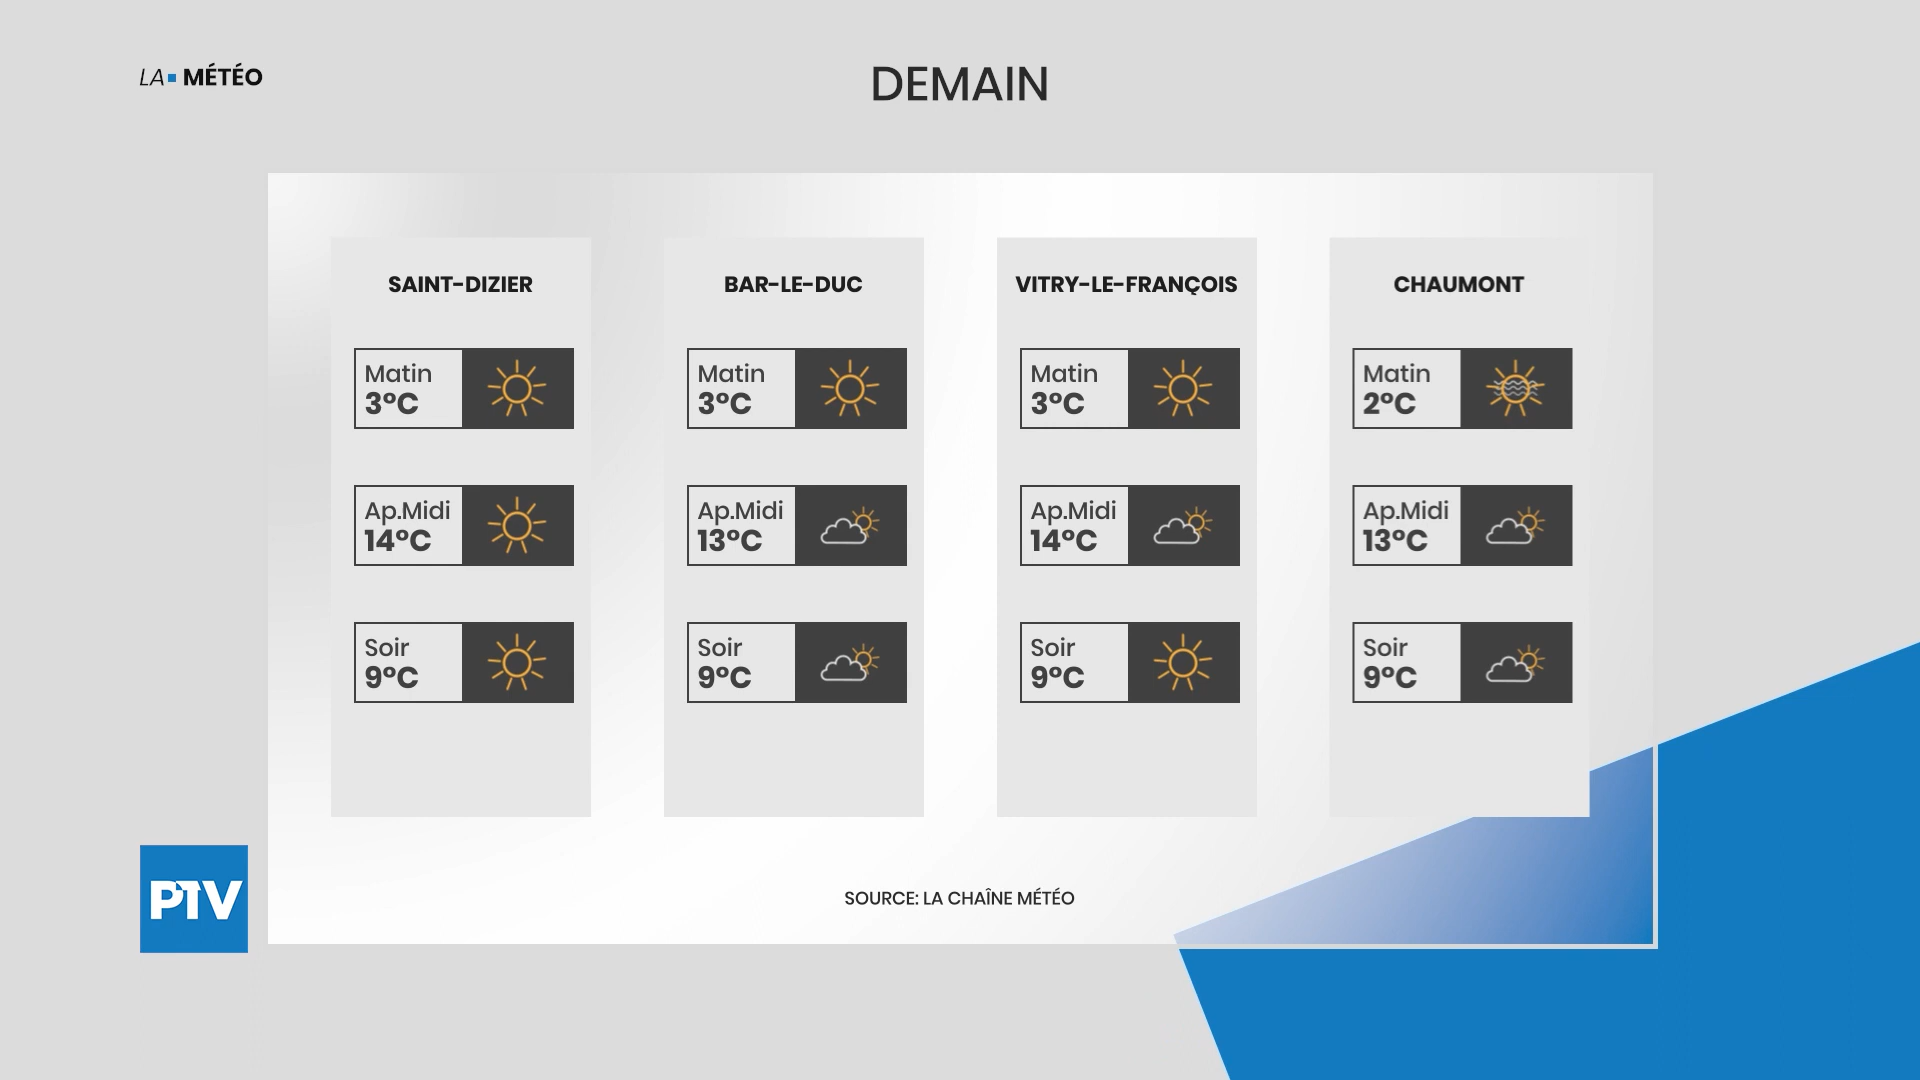 LA MÉTÉO
DEMAIN
SAINT-DIZIER
Matin
3°C
Ap.Midi
14°C
Soir
9°C
BAR-LE-DUC
Matin
3°C
Ap.Midi
13°C
Soir
9°C
VITRY-LE-FRANÇOIS
Matin
3°C
Ap.Midi
14°C
Soir
9°C
CHAUMONT
Matin
2°C
Ap.Midi
13°C
Soir
9°C
PTV
SOURCE: LA CHAÎNE MÉTÉO